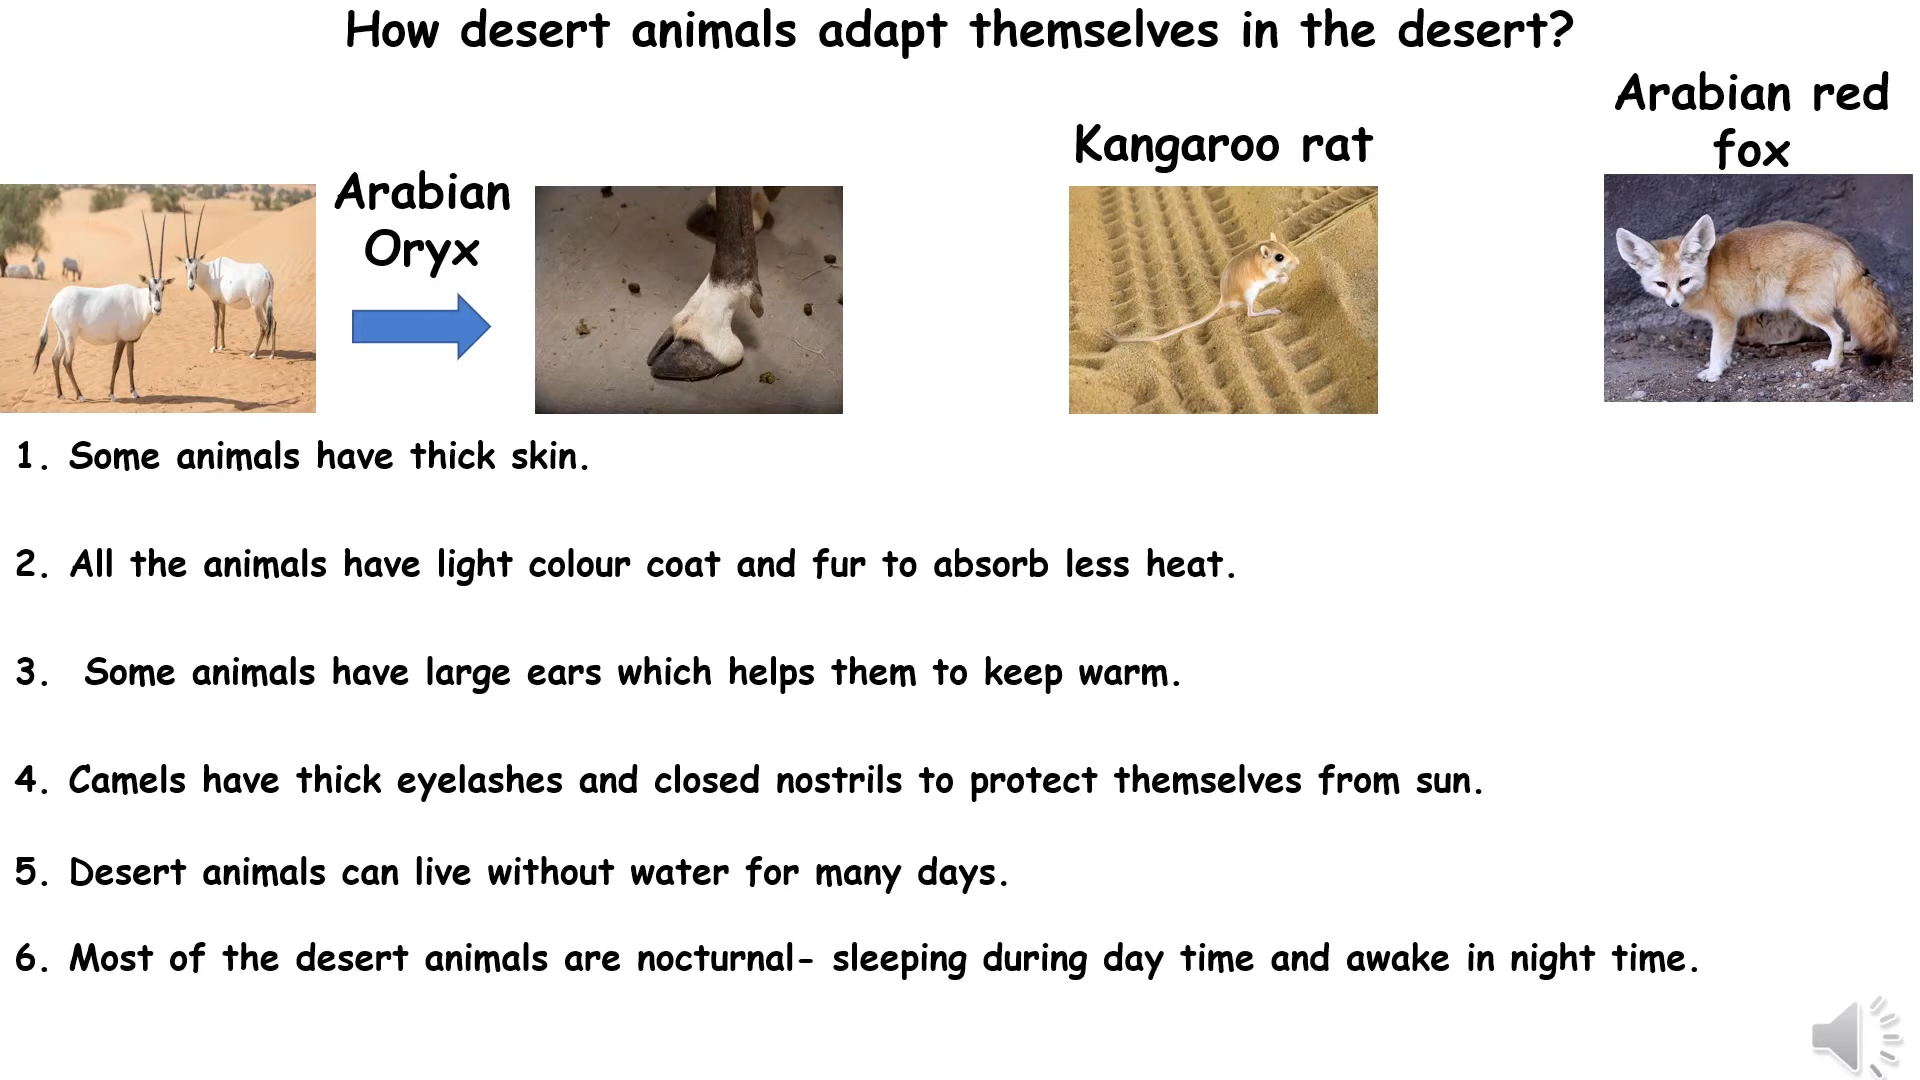 How desert animals adapt themselves in the desert?
Arabian
Oryx
Kangaroo rat
Arabian red
fox
1. Some animals have thick skin.
2. All the animals have light colour coat and fur to absorb less heat.
3. Some animals have large ears which helps them to keep warm.
4. Camels have thick eyelashes and closed nostrils to protect themselves from sun.
5. Desert animals can live without water for many days.
6. Most of the desert animals are nocturnal- sleeping during day time and awake in night time.